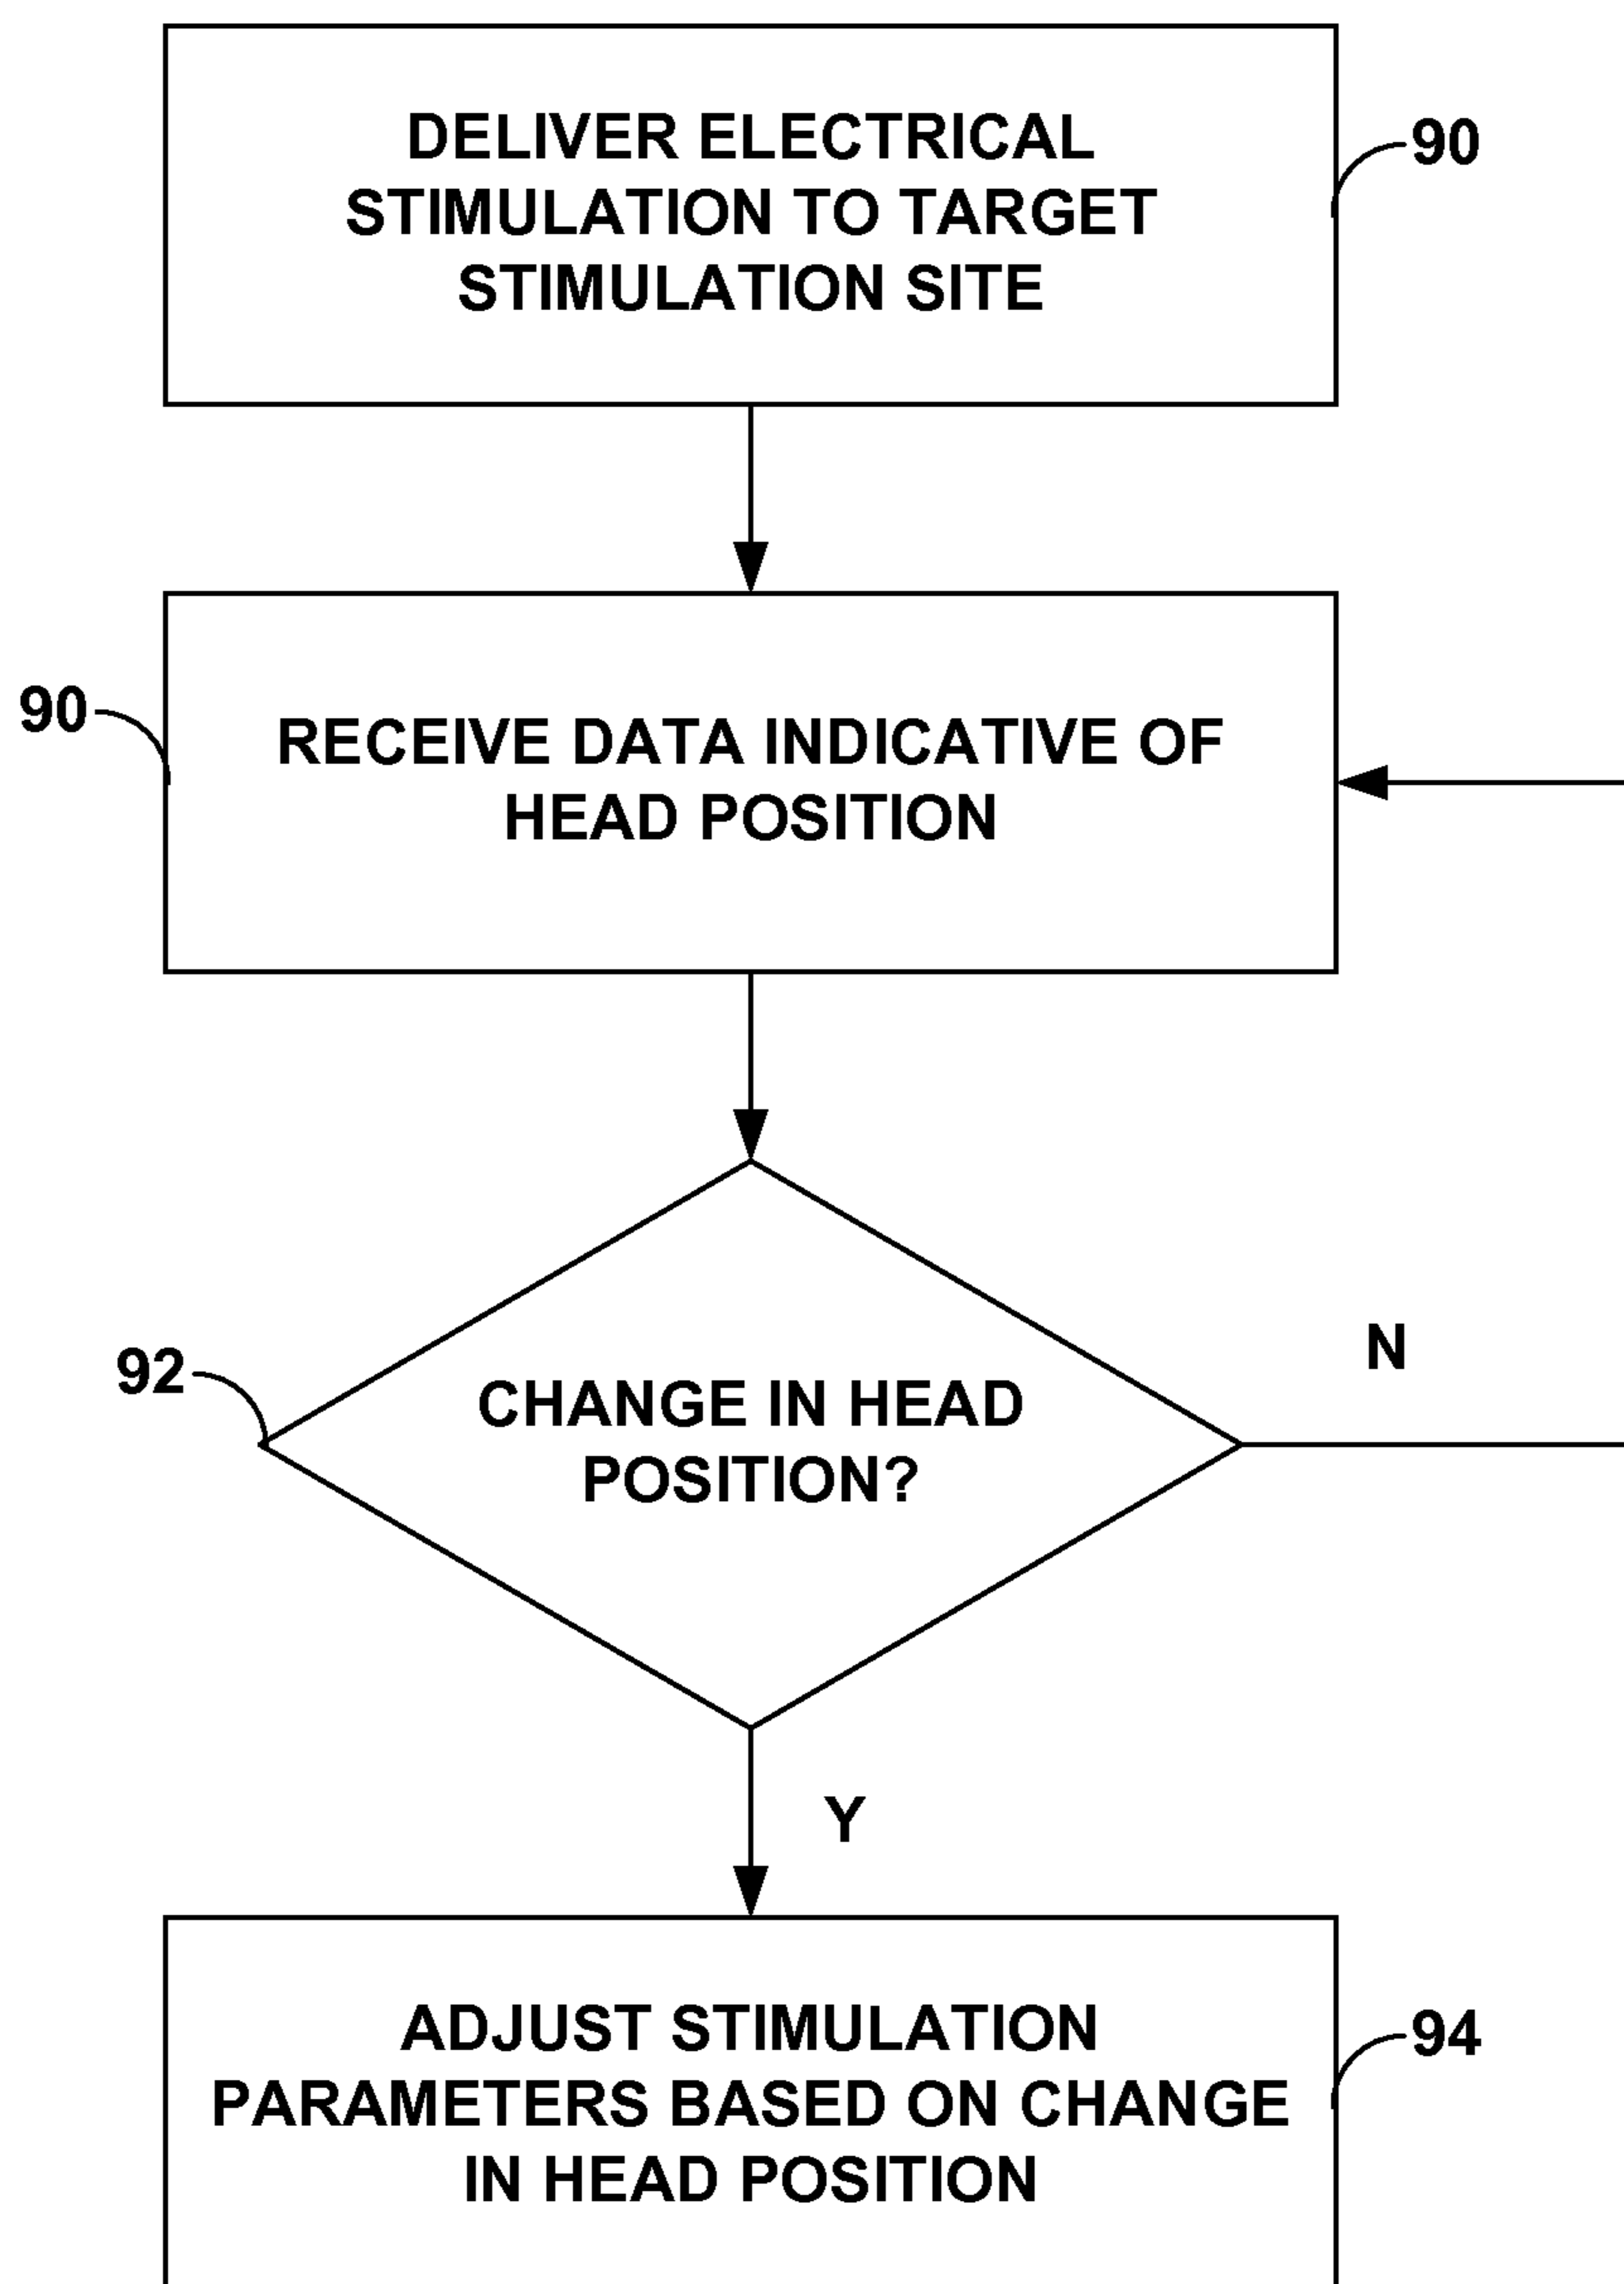 DELIVER ELECTRICAL
STIMULATION TO TARGET
STIMULATION SITE
90
90
RECEIVE DATA INDICATIVE OF
HEAD POSITION
92
CHANGE IN HEAD
POSITION?
N
Y
ADJUST STIMULATION
PARAMETERS BASED ON CHANGE
IN HEAD POSITION
94